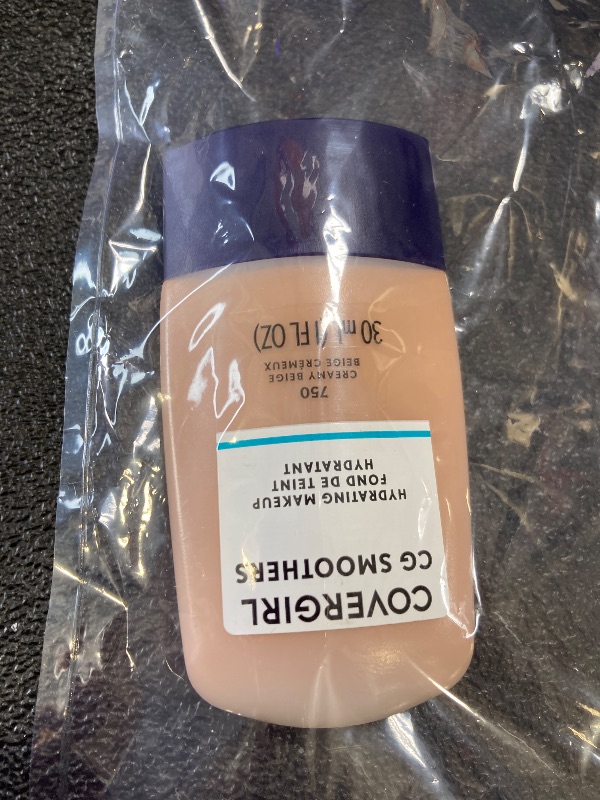 COVERGIRL
CG SMOOTHERS
HYDRATING MAKEUP
FOND DE TEINT
HYDRATANT
750
CREAMY BEIGE
BEIGE CRÉMEUX
30 mL (1 FL OZ)